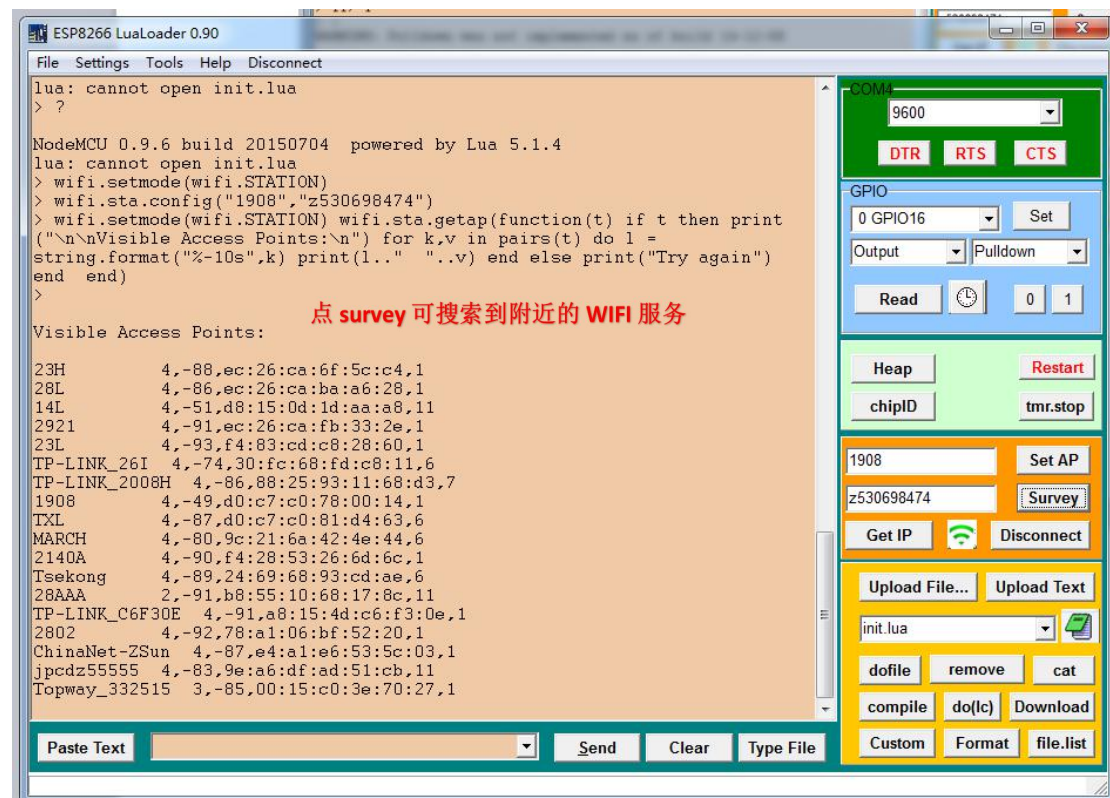 ESP8266 LuaLoader 0.90
File Settings Tools Help Disconnect
lua: cannot open init.lua
> ?
NodeMCU 0.9.6 build 20150704 powered by Lua 5.1.4
lua: cannot open init.lua
> wifi.setmode(wifi.STATION)
> wifi.sta.config("1908","z530698474")
> wifi.setmode(wifi.STATION) wifi.sta.getap(function(t) if t then print
("\n\nVisible Access Points:\n") for k,v in pairs(t) do l =
string.format("%-10s",k) print(l.." "..v) end else print("Try again")
end end)
>
点 survey 可搜索到附近的 WIFI 服务
Visible Access Points:
23H 4,-88,ec:26:ca:6f:5c:c4,1
28L 4,-86,ec:26:ca:ba:a6:28,1
14L 4,-51,d8:15:0d:1d:aa:a8,11
2921 4,-91,ec:26:ca:fb:33:2e,1
23L 4,-93,f4:83:cd:c8:28:60,1
TP-LINK_26I 4,-74,30:fc:68:fd:c8:11,6
TP-LINK_2008H 4,-86,88:25:93:11:68:d3,7
1908 4,-49,d0:c7:c0:78:00:14,1
TXL 4,-87,d0:c7:c0:81:d4:63,6
MARCH 4,-80,9c:21:6a:42:4e:44,6
2140A 4,-90,f4:28:53:26:6d:6c,1
Tsekong 4,-89,24:69:68:93:cd:ae,6
28AAA 2,-91,b8:55:10:68:17:8c,11
TP-LINK_C6F30E 4,-91,a8:15:4d:c6:f3:0e,1
2802 4,-92,78:a1:06:bf:52:20,1
ChinaNet-ZSun 4,-87,e4:a1:e6:53:5c:03,1
jpcdz55555 4,-83,9e:a6:df:ad:51:cb,11
Topway_332515 3,-85,00:15:c0:3e:70:27,1
Paste Text Send Clear Type File
COM4
9600
DTR RTS CTS
GPIO
0 GPIO16 Set
Output Pulldown
Read 0 1
Heap Restart
chipID tmr.stop
1908 Set AP
z530698474 Survey
Get IP Disconnect
Upload File... Upload Text
init.lua
dofile remove cat
compile do(lc) Download
Custom Format file.list